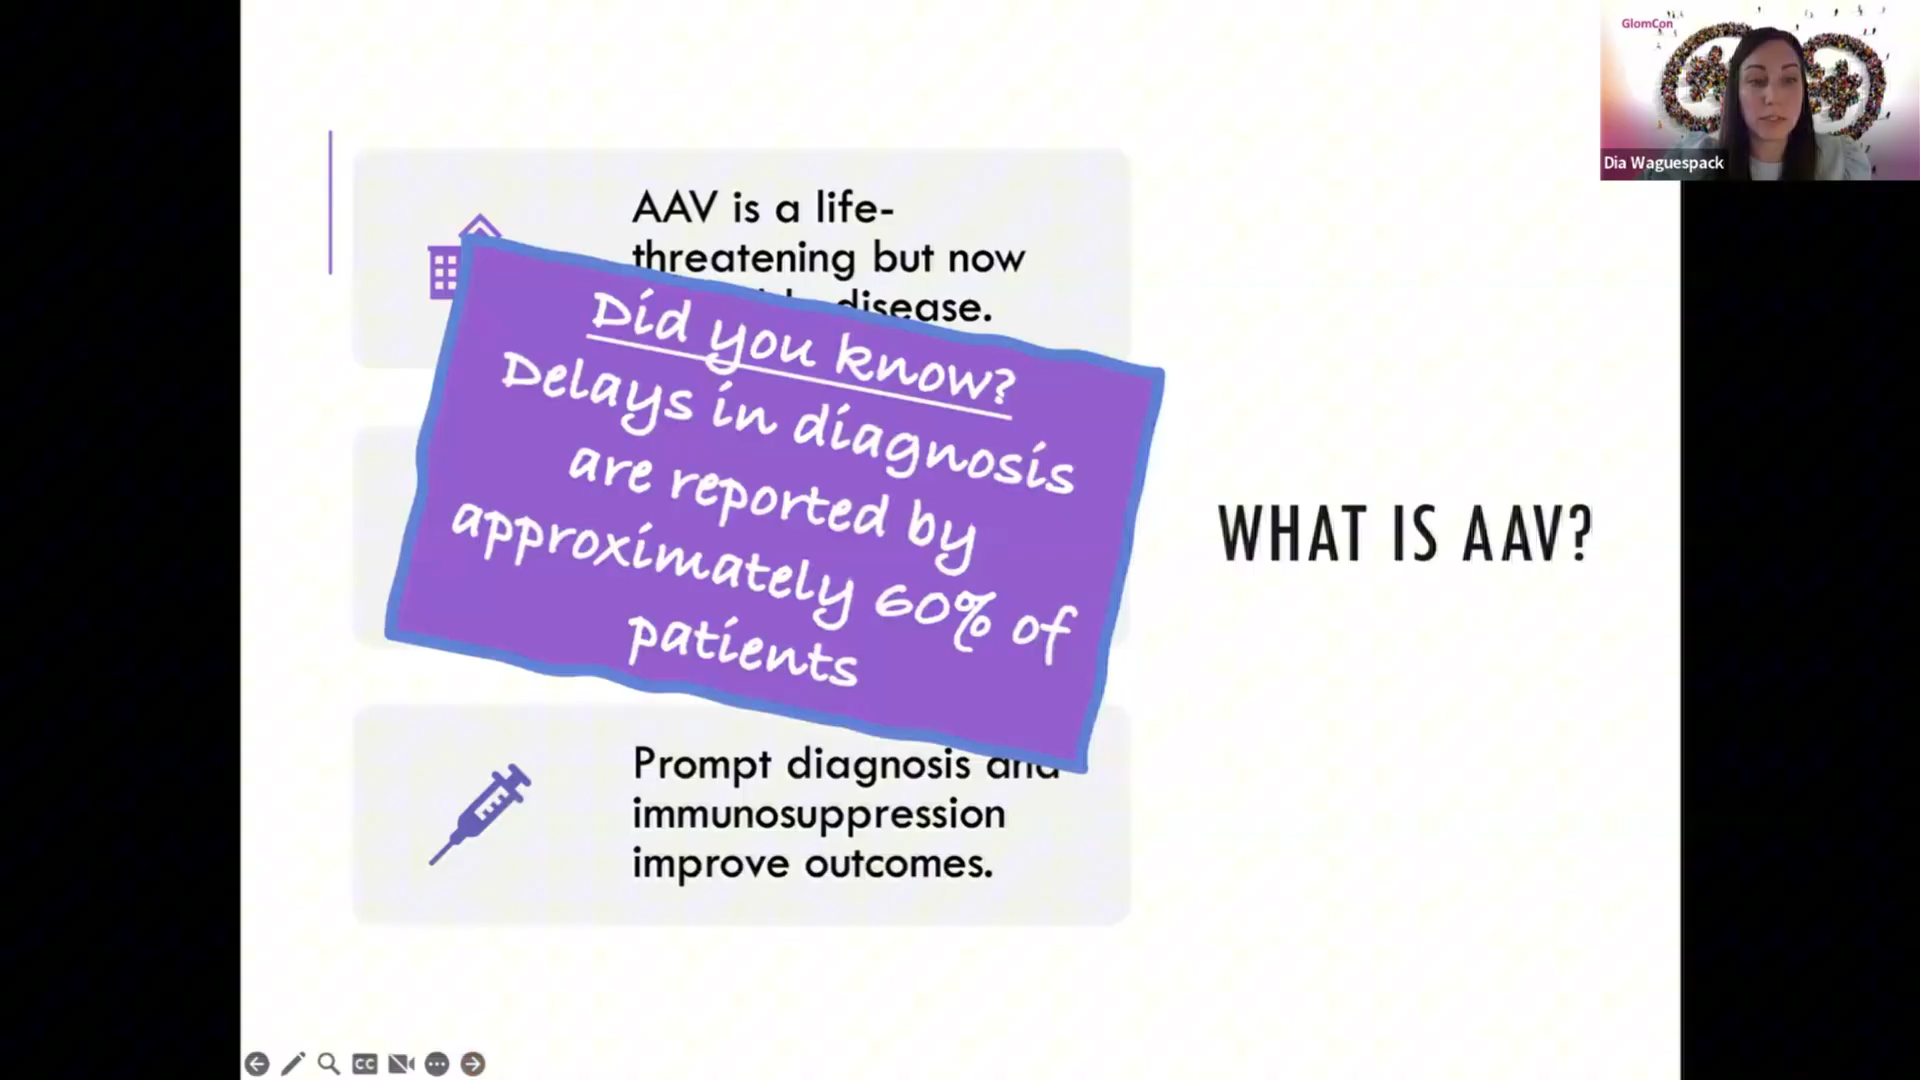 GlomCon
Dia Waguespack
AAV is a life-
threatening but now
disease.
Did you know?
Delays in diagnosis
are reported by
approximately 60% of
patients
WHAT IS AAV?
Prompt diagnosis and
immunosuppression
improve outcomes.
CC